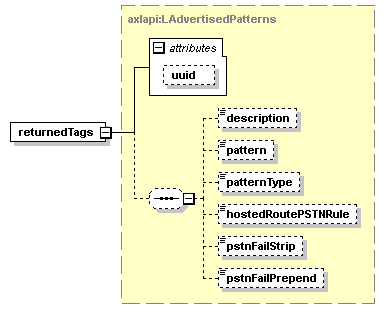 axlapi:LAdvertisedPatterns
attributes
uuid
returnedTags
description
pattern
patternType
hostedRoutePSTNRule
pstnFailStrip
pstnFailPrepend